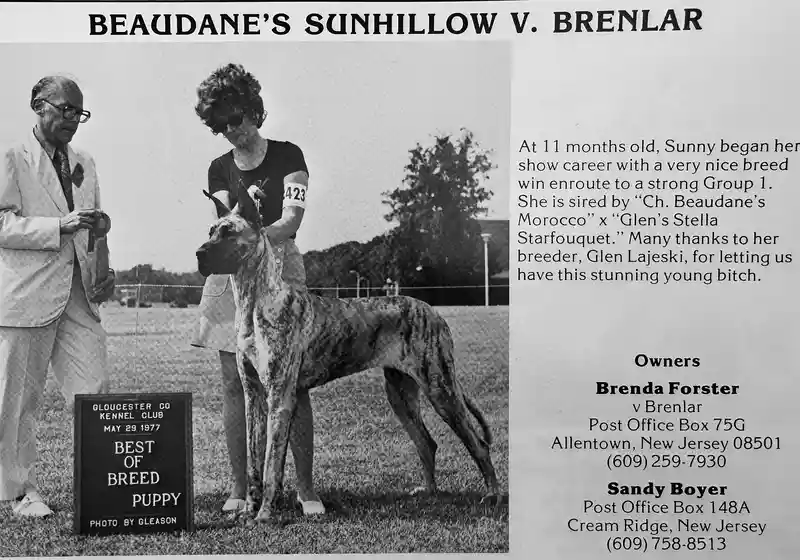 BEAUDANE'S SUNHILLOW V. BRENLAR
At 11 months old, Sunny began her
show career with a very nice breed
win enroute to a strong Group 1.
She is sired by "Ch. Beaudane's
Morocco" x "Glen's Stella
Starfouquet." Many thanks to her
breeder, Glen Lajeski, for letting us
have this stunning young bitch.
423
GLOUCESTER CO
KENNEL CLUB
MAY 29 1977
BEST
OF
BREED
PUPPY
PHOTO BY GLEASON
Owners
Brenda Forster
v Brenlar
Post Office Box 75G
Allentown, New Jersey 08501
(609) 259-7930
Sandy Boyer
Post Office Box 148A
Cream Ridge, New Jersey
(609) 758-8513